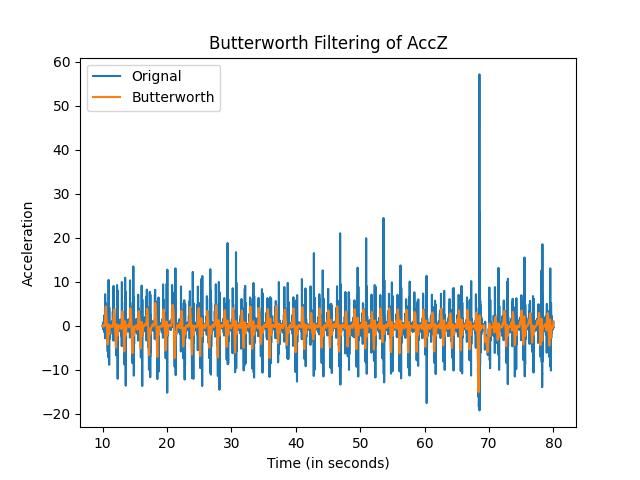 Butterworth Filtering of AccZ
Orignal
Butterworth
60
50
40
30
20
10
0
−10
−20
Acceleration
10 20 30 40 50 60 70 80
Time (in seconds)